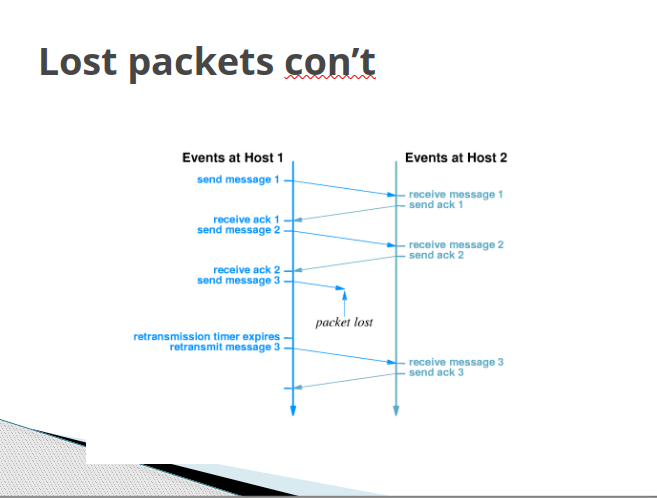 Lost packets con’t
Events at Host 1
Events at Host 2
send message 1
receive message 1
send ack 1
receive ack 1
send message 2
receive message 2
send ack 2
receive ack 2
send message 3
packet lost
retransmission timer expires
retransmit message 3
receive message 3
send ack 3